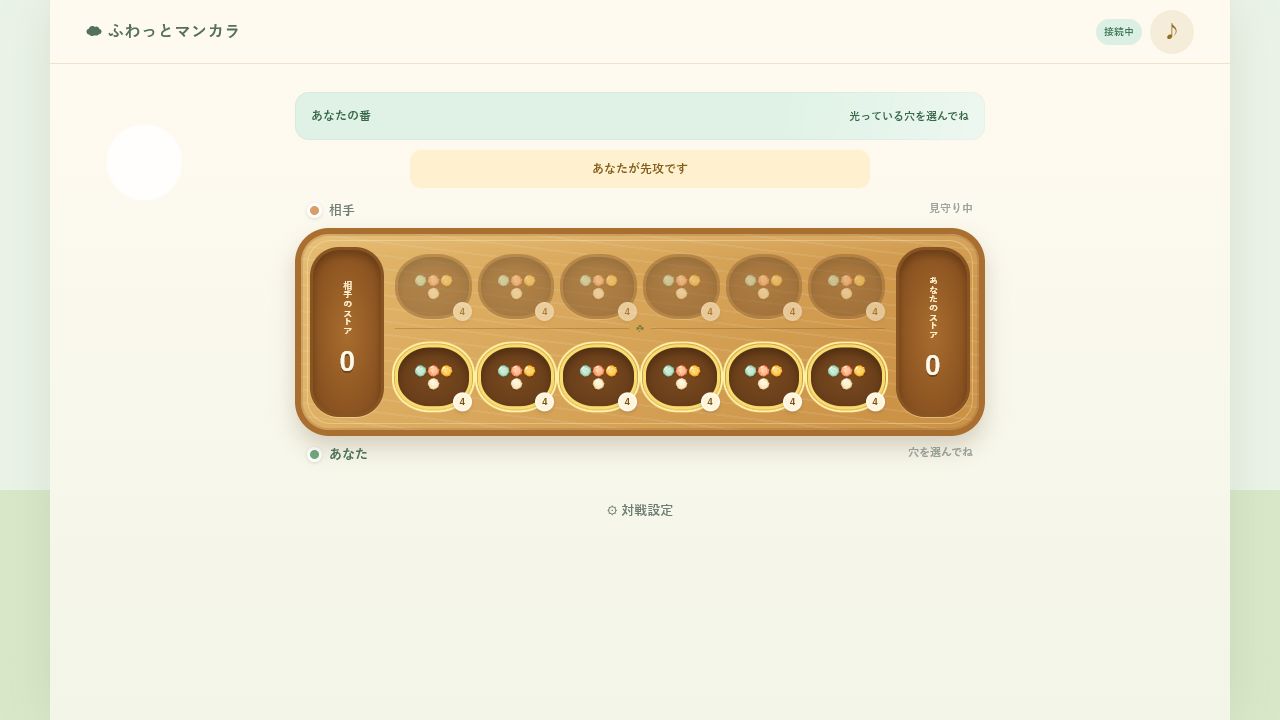 ふわっとマンカラ
接続中
♪
あなたの番
光っている穴を選んでね
あなたが先攻です
相手
見守り中
相手のストア
0
4 4 4 4 4 4
4 4 4 4 4 4
あなたのストア
0
あなた
穴を選んでね
対戦設定